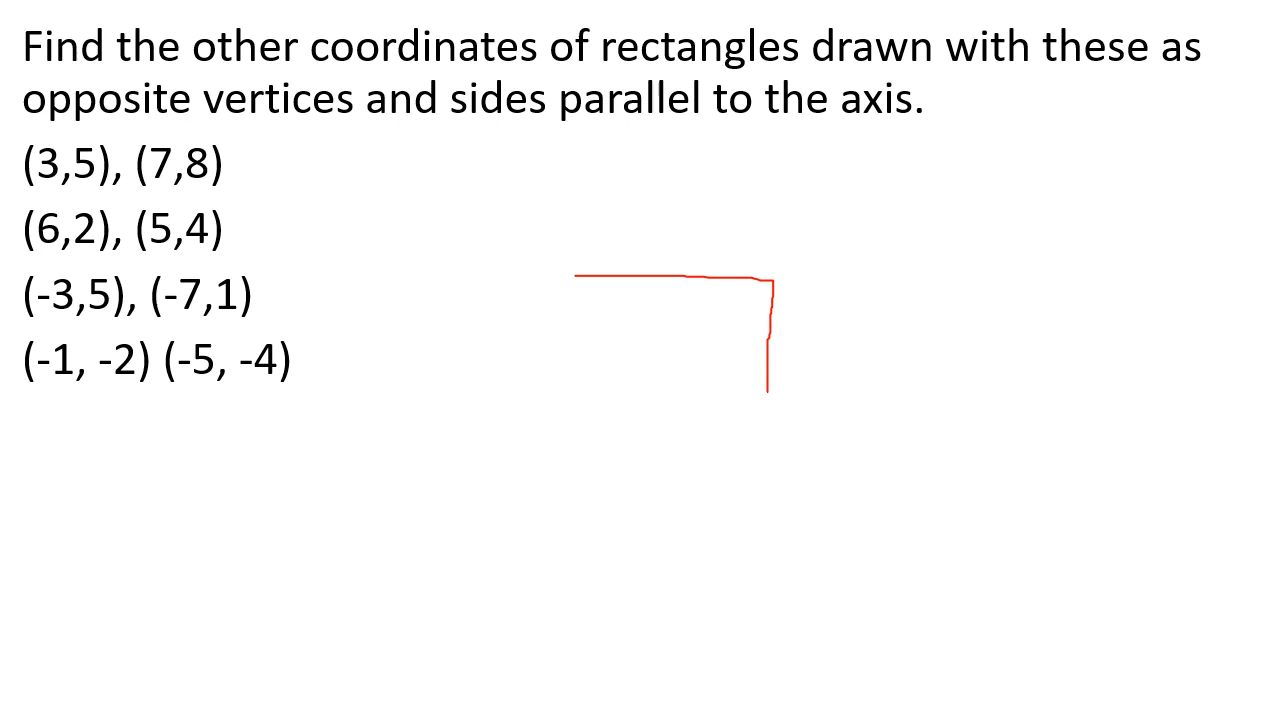 Find the other coordinates of rectangles drawn with these as
opposite vertices and sides parallel to the axis.
(3,5), (7,8)
(6,2), (5,4)
(-3,5), (-7,1)
(-1, -2) (-5, -4)